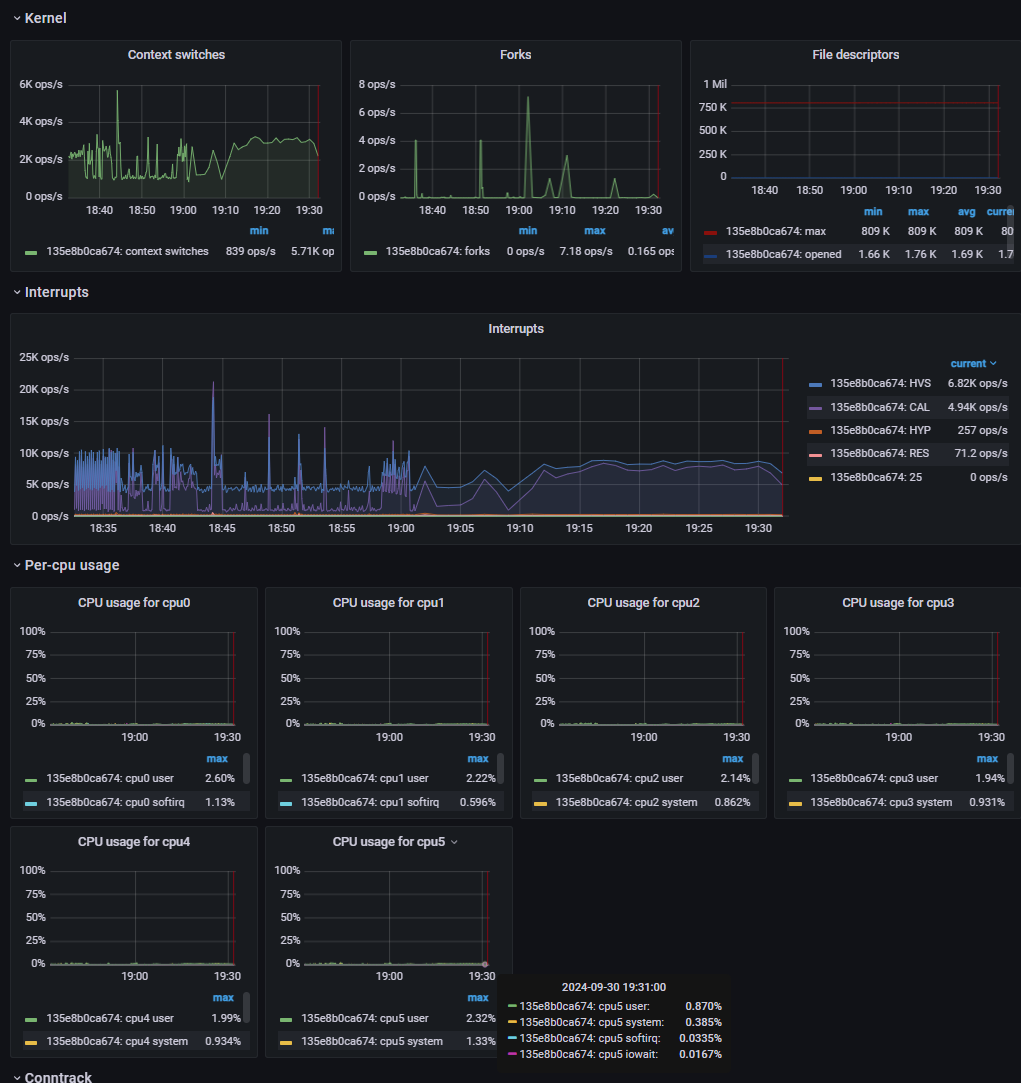 Kernel
Context switches
6K ops/s
4K ops/s
2K ops/s
0 ops/s
18:40 18:50 19:00 19:10 19:20 19:30
min
135e8b0ca674: context switches 839 ops/s 5.71K op
Forks
8 ops/s
6 ops/s
4 ops/s
2 ops/s
0 ops/s
18:40 18:50 19:00 19:10 19:20 19:30
min max av
135e8b0ca674: forks 0 ops/s 7.18 ops/s 0.165 ops
File descriptors
1 Mil
750 K
500 K
250 K
0
18:40 18:50 19:00 19:10 19:20 19:30
min max avg curre
135e8b0ca674: max 809 K 809 K 809 K 80
135e8b0ca674: opened 1.66 K 1.76 K 1.69 K 1.7
Interrupts
Interrupts
25K ops/s
20K ops/s
15K ops/s
10K ops/s
5K ops/s
0 ops/s
18:35 18:40 18:45 18:50 18:55 19:00 19:05 19:10 19:15 19:20 19:25 19:30
current
135e8b0ca674: HVS 6.82K ops/s
135e8b0ca674: CAL 4.94K ops/s
135e8b0ca674: HYP 257 ops/s
135e8b0ca674: RES 71.2 ops/s
135e8b0ca674: 25 0 ops/s
Per-cpu usage
CPU usage for cpu0
100%
75%
50%
25%
0%
19:00 19:30
max
135e8b0ca674: cpu0 user 2.60%
135e8b0ca674: cpu0 softirq 1.13%
CPU usage for cpu1
100%
75%
50%
25%
0%
19:00 19:30
max
135e8b0ca674: cpu1 user 2.22%
135e8b0ca674: cpu1 softirq 0.596%
CPU usage for cpu2
100%
75%
50%
25%
0%
19:00 19:30
max
135e8b0ca674: cpu2 user 2.14%
135e8b0ca674: cpu2 system 0.862%
CPU usage for cpu3
100%
75%
50%
25%
0%
19:00 19:30
max
135e8b0ca674: cpu3 user 1.94%
135e8b0ca674: cpu3 system 0.931%
CPU usage for cpu4
100%
75%
50%
25%
0%
19:00 19:30
max
135e8b0ca674: cpu4 user 1.99%
135e8b0ca674: cpu4 system 0.934%
CPU usage for cpu5
100%
75%
50%
25%
0%
19:00 19:30
max
135e8b0ca674: cpu5 user 2.32%
135e8b0ca674: cpu5 system 1.33%
2024-09-30 19:31:00
135e8b0ca674: cpu5 user: 0.870%
135e8b0ca674: cpu5 system: 0.385%
135e8b0ca674: cpu5 softirq: 0.0335%
135e8b0ca674: cpu5 iowait: 0.0167%
Conntrack